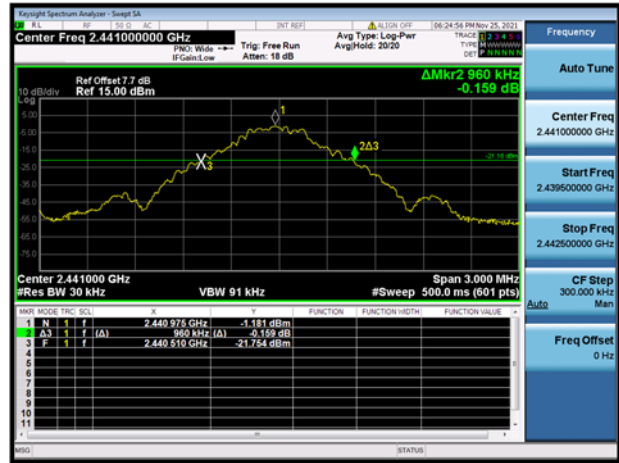 Keysight Spectrum Analyzer - Swept SA
RL RF 50 Ω AC INT REF ALIGN OFF 06:24:56 PM Nov 25, 2021
Center Freq 2.441000000 GHz
PNO: Wide
IFGain:Low
Trig: Free Run
Atten: 18 dB
Avg Type: Log-Pwr
Avg|Hold: 20/20
TRACE 1 2 3 4 5 6
TYPE M WWWWW
DET P N N N N N
Frequency
Auto Tune
Center Freq
2.441000000 GHz
Start Freq
2.439500000 GHz
Stop Freq
2.442500000 GHz
CF Step
300.000 kHz
Auto Man
Freq Offset
0 Hz
ΔMkr2 960 kHz
-0.159 dB
Ref Offset 7.7 dB
10 dB/div Ref 15.00 dBm
Log
5.00
-5.00
-15.0
-25.0
-35.0
-45.0
-55.0
-65.0
-75.0
1
2Δ3
3
Center 2.441000 GHz Span 3.000 MHz
#Res BW 30 kHz VBW 91 kHz #Sweep 500.0 ms (601 pts)
MKR MODE TRC SCL X Y FUNCTION FUNCTION WIDTH FUNCTION VALUE
1 N 1 f 2.440 975 GHz -1.181 dBm
2 Δ3 1 f (Δ) 960 kHz (Δ) -0.159 dB
3 F 1 f 2.440 510 GHz -21.754 dBm
4
5
6
7
8
9
10
11
MSG STATUS